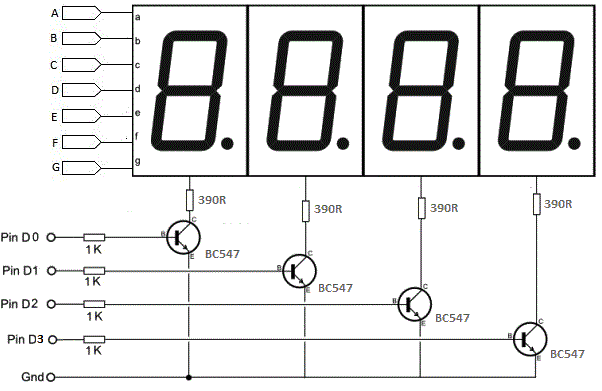 A a
B b
C c
D d
E e
F f
G g
390R
390R
390R
390R
C
B
E
BC547
Pin D0
1K
C
B
E
BC547
Pin D1
1K
C
B
E
BC547
Pin D2
1K
C
B
E
BC547
Pin D3
1K
Gnd